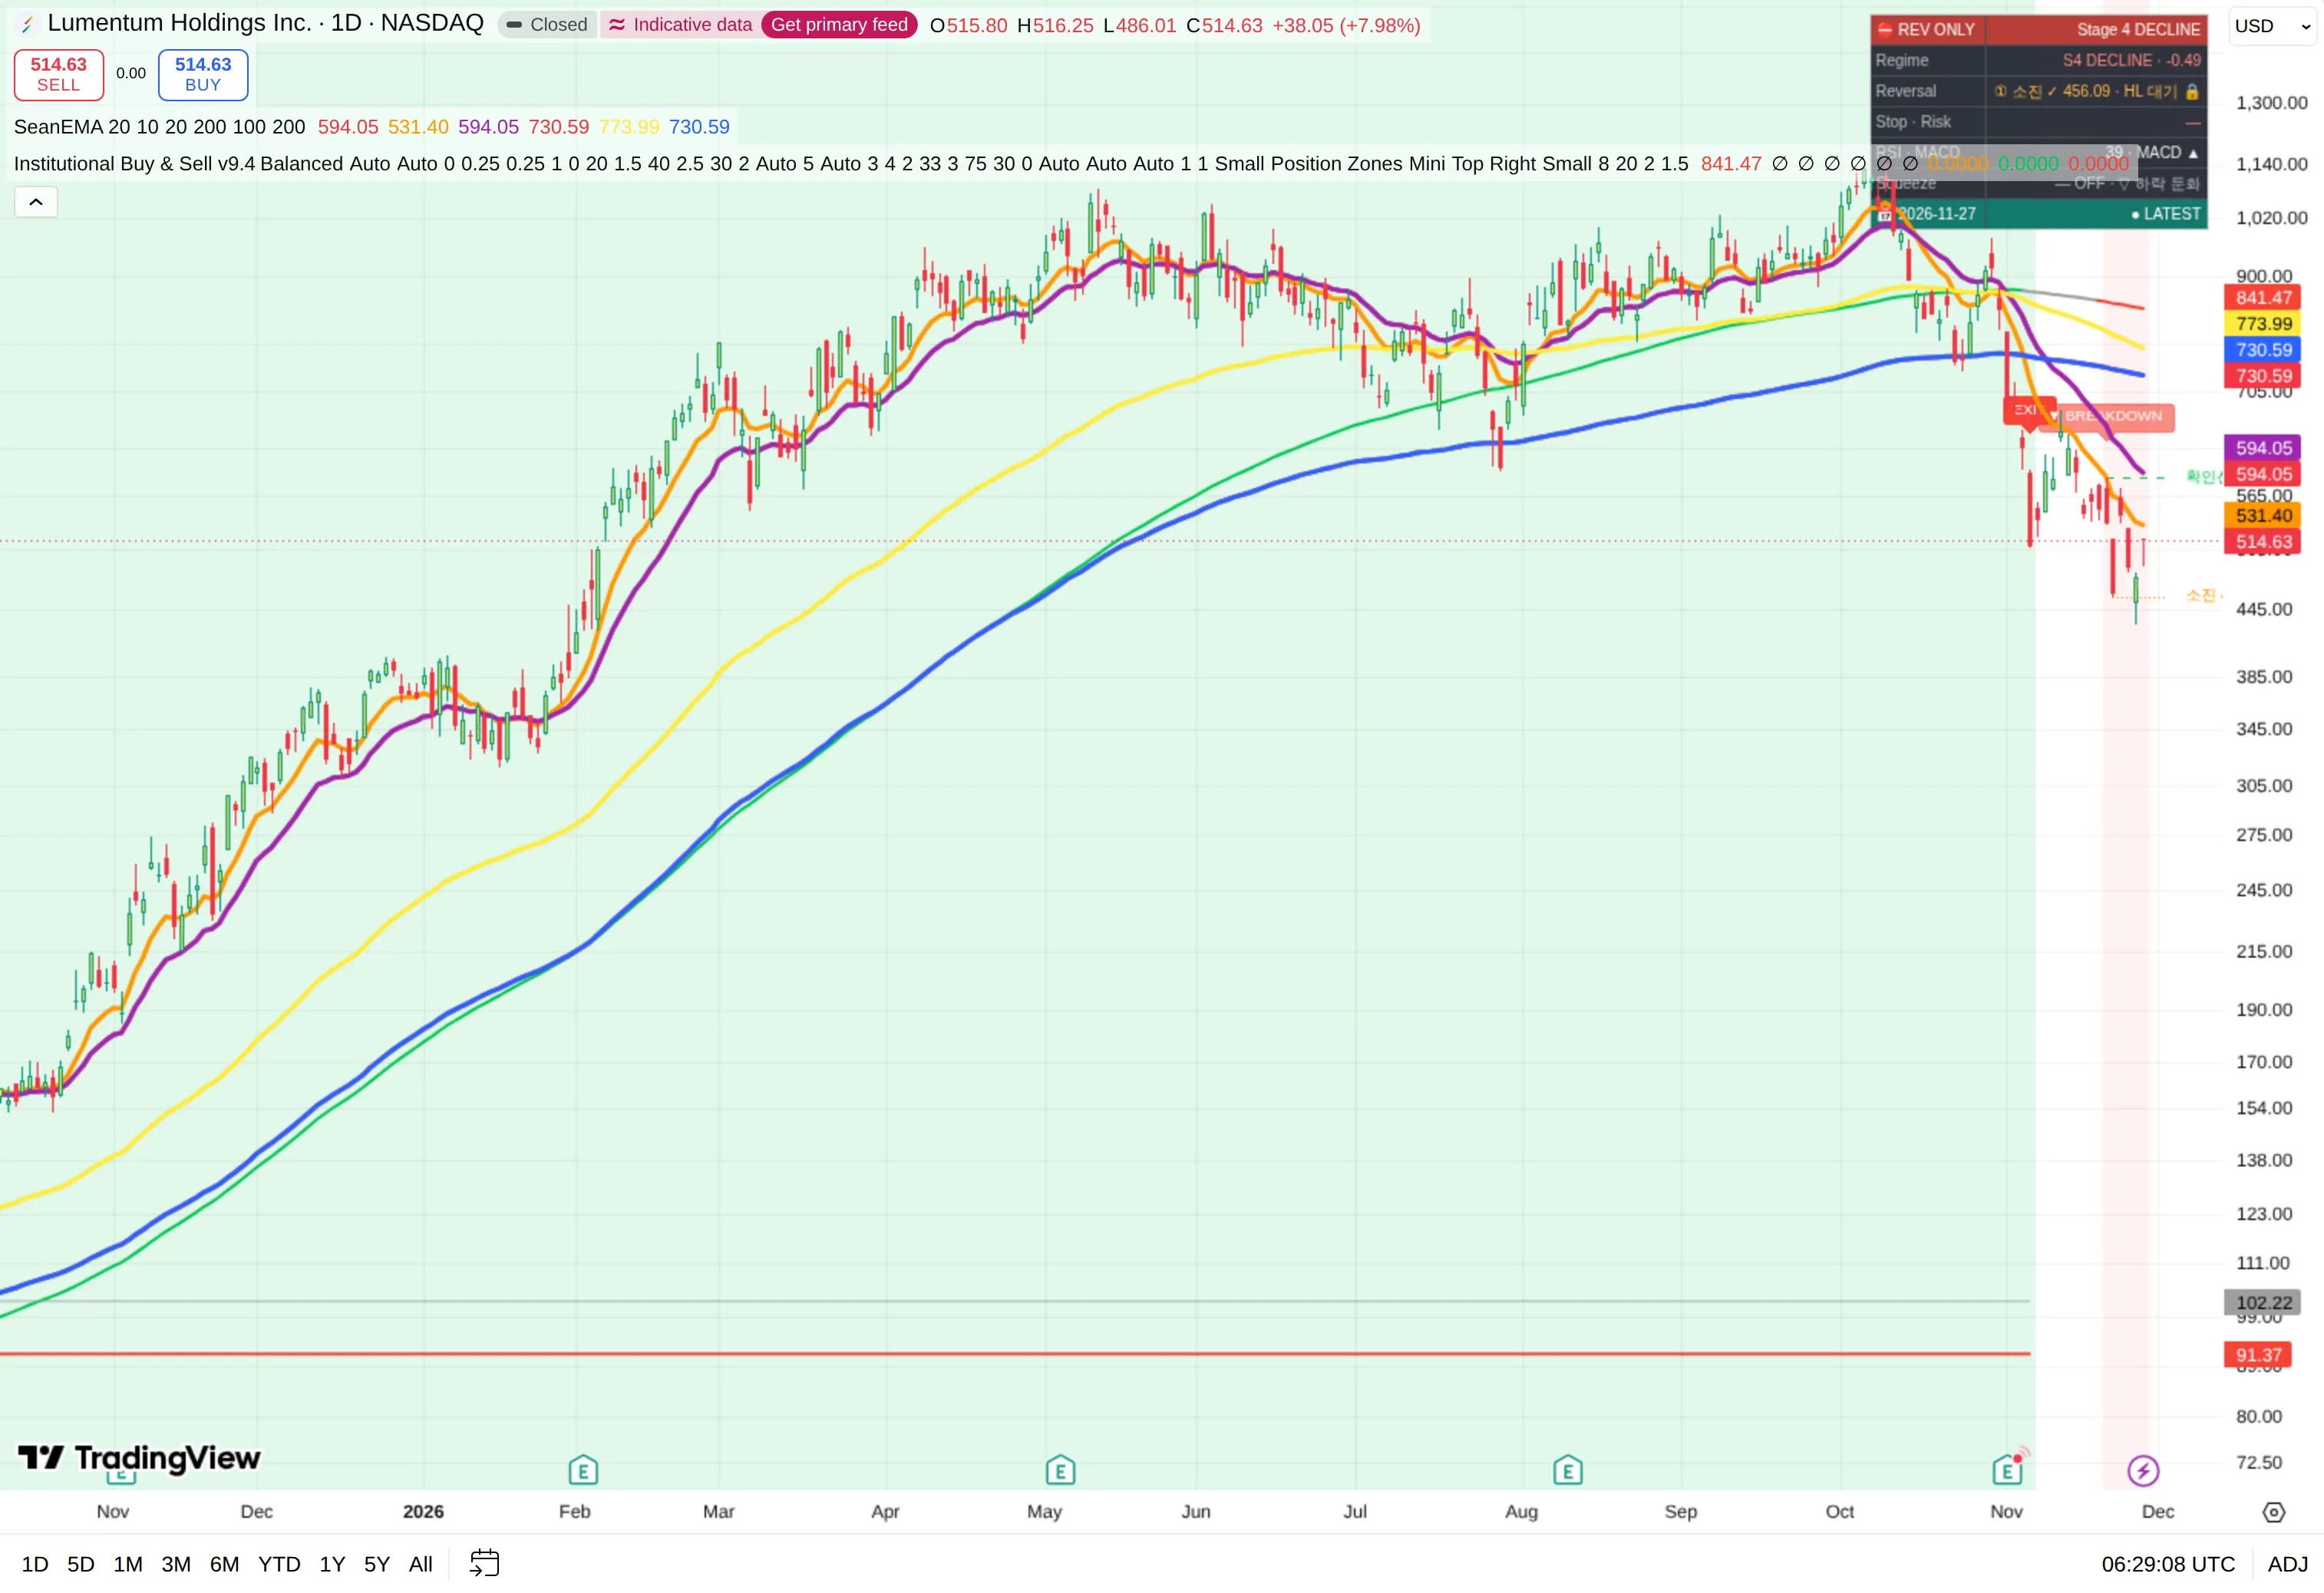 Lumentum Holdings Inc. · 1D · NASDAQ Closed Indicative data Get primary feed O515.80 H516.25 L486.01 C514.63 +38.05 (+7.98%)
514.63 SELL
0.00
514.63 BUY
SeanEMA 20 10 20 200 100 200 594.05 531.40 594.05 730.59 773.99 730.59
Institutional Buy & Sell v9.4 Balanced Auto Auto 0 0.25 0.25 1 0 20 1.5 40 2.5 30 2 Auto 5 Auto 3 4 2 33 3 75 30 0 Auto Auto Auto 1 1 Small Position Zones Mini Top Right Small 8 20 2 1.5 841.47 ∅ ∅ ∅ ∅ ∅ ∅ 0.0000 0.0000 0.0000
⛔ REV ONLY Stage 4 DECLINE
Regime S4 DECLINE · -0.49
Reversal ① 소진 ✓ 456.09 · HL 대기 🔒
Stop · Risk —
RSI · MACD 39 · MACD ▲
Squeeze — OFF · ▽ 하락 둔화
📅 2026-11-27 ● LATEST
USD
1,300.00
1,140.00
1,020.00
900.00
841.47
773.99
730.59
730.59
705.00
594.05
594.05
565.00
531.40
514.63
445.00
385.00
345.00
305.00
275.00
245.00
215.00
190.00
170.00
154.00
138.00
123.00
111.00
102.22
99.00
91.37
80.00
72.50
▼ BREAKDOWN
소진
TradingView
E E E E E
Nov Dec 2026 Feb Mar Apr May Jun Jul Aug Sep Oct Nov Dec
1D 5D 1M 3M 6M YTD 1Y 5Y All
06:29:08 UTC ADJ